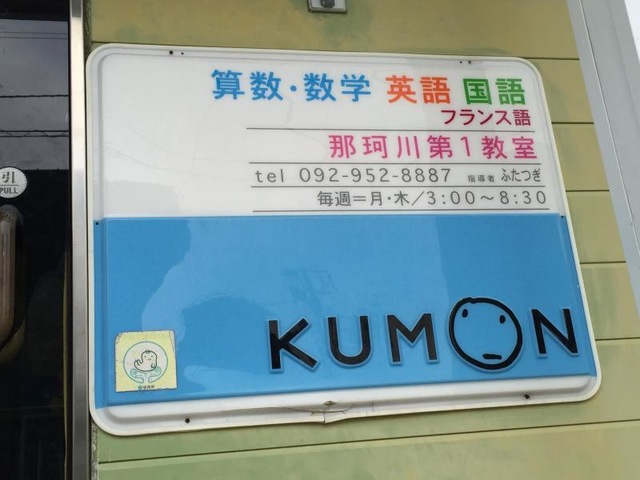 算数・数学 英語 国語
フランス語
那珂川第1教室
tel 092-952-8887 指導者 ふたつぎ
毎週=月・木/3:00～8:30
KUMON
引
PULL